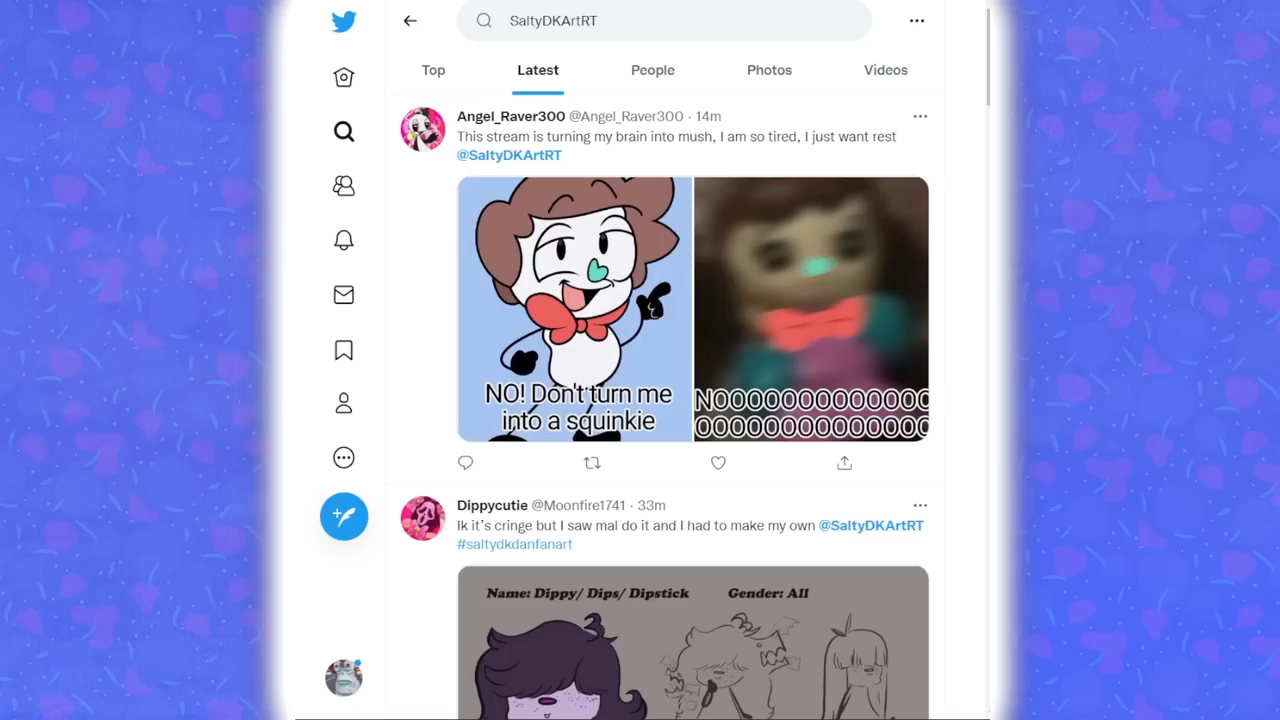 SaltyDKArtRT
Top Latest People Photos Videos
Angel_Raver300 @Angel_Raver300 · 14m
This stream is turning my brain into mush, I am so tired, I just want rest
@SaltyDKArtRT
NO! Don't turn me
into a squinkie
NOOOOOOOOOOOOO
OOOOOOOOOOOOOO
Dippycutie @Moonfire1741 · 33m
Ik it's cringe but I saw mal do it and I had to make my own @SaltyDKArtRT
#saltydkdanfanart
Name: Dippy/ Dips/ Dipstick Gender: All